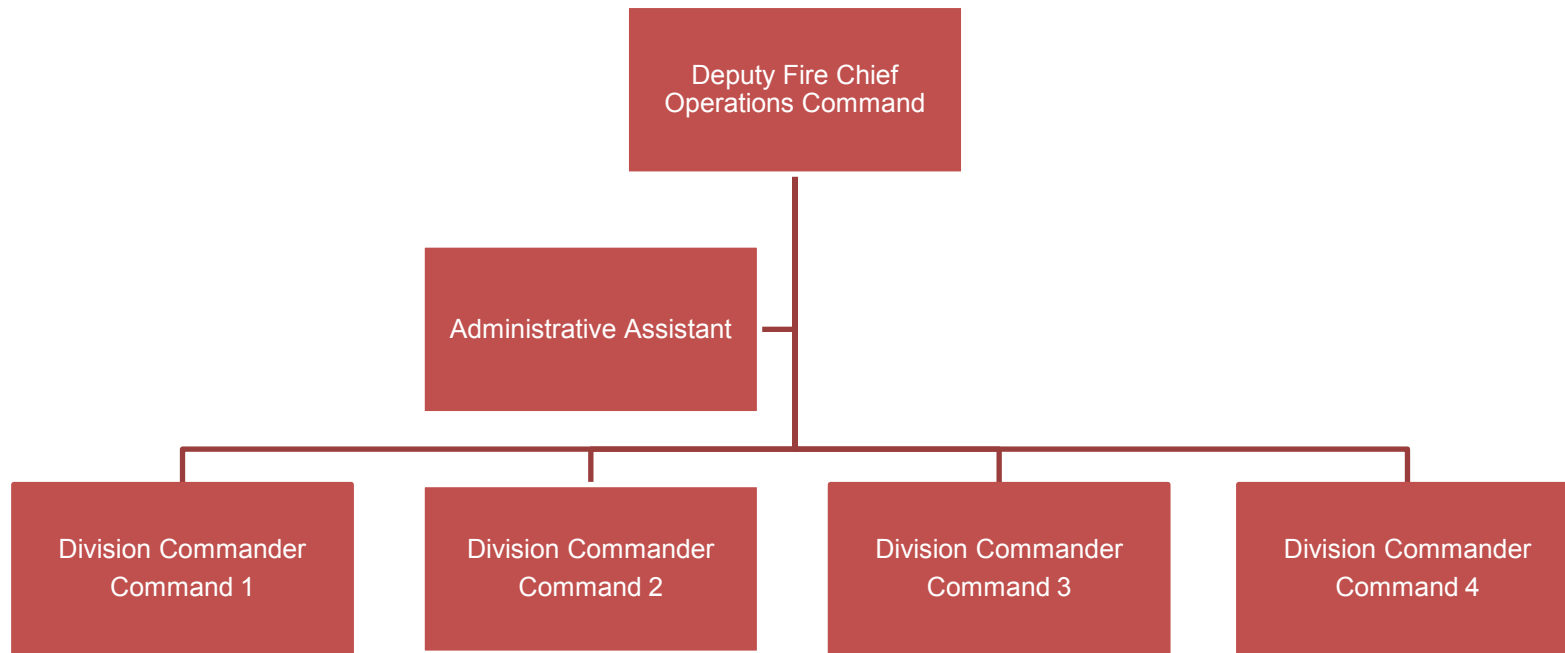 Deputy Fire Chief
Operations Command
Administrative Assistant
Division Commander
Command 1
Division Commander
Command 2
Division Commander
Command 3
Division Commander
Command 4